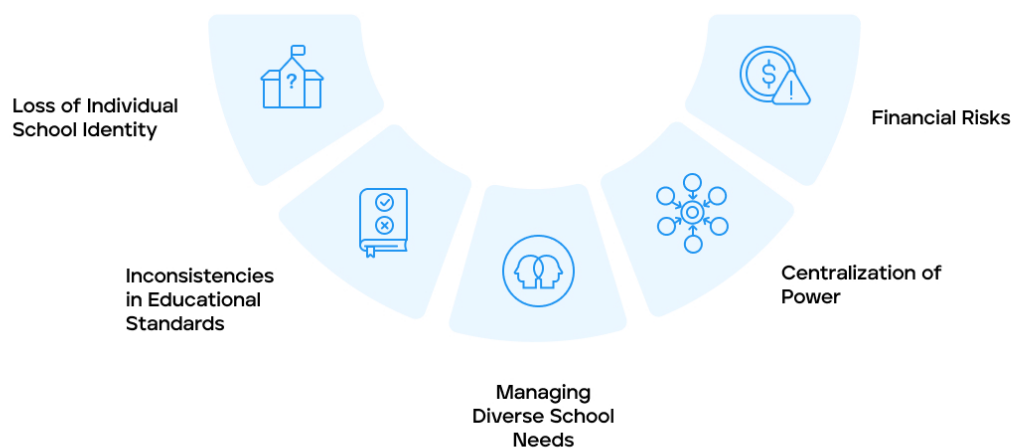 Loss of Individual
School Identity
Inconsistencies
in Educational
Standards
Managing
Diverse School
Needs
Centralization of
Power
Financial Risks
?
$
!